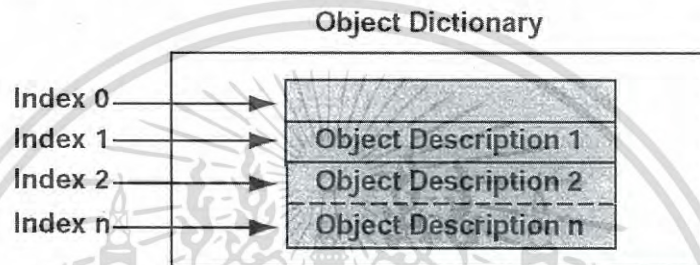 Object Dictionary
Index 0
Index 1 Object Description 1
Index 2 Object Description 2
Index n Object Description n